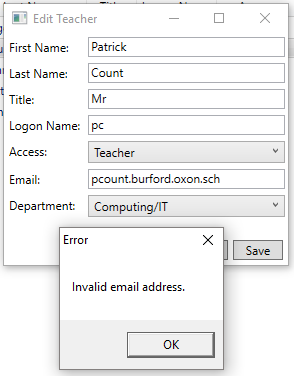 Edit Teacher
First Name: Patrick
Last Name: Count
Title: Mr
Logon Name: pc
Access: Teacher
Email: pcount.burford.oxon.sch
Department: Computing/IT
Error
Save
Invalid email address.
OK